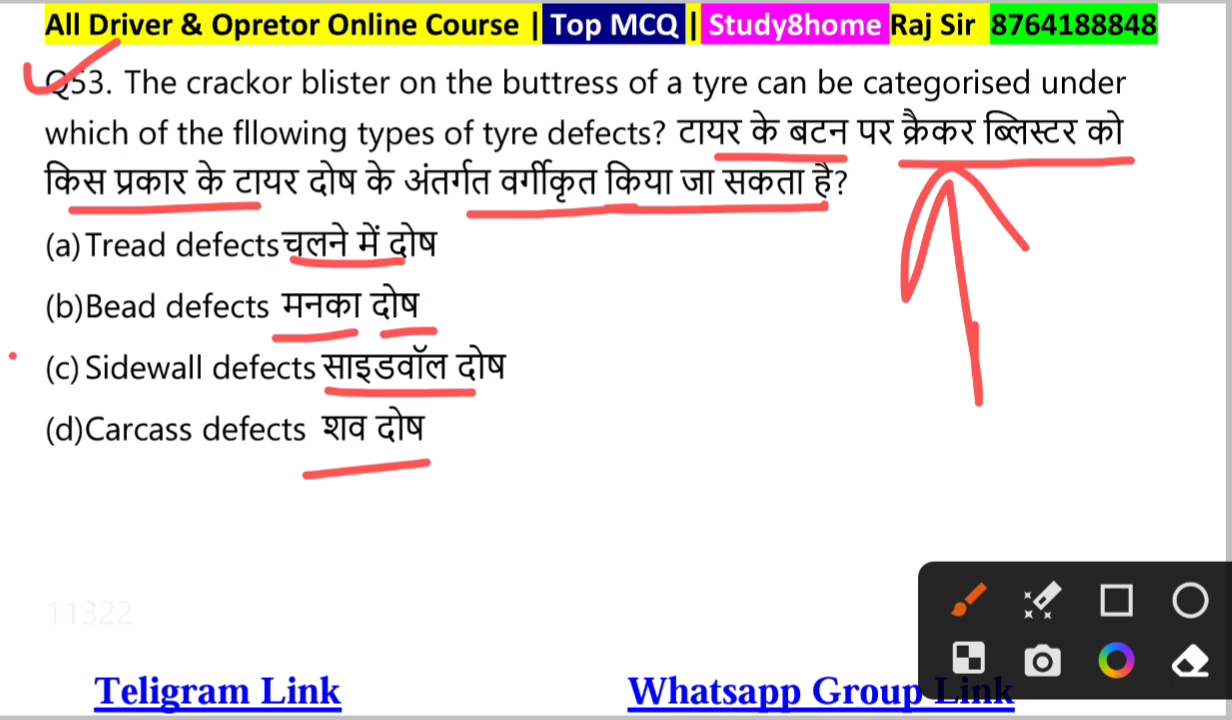 All Driver & Opretor Online Course | Top MCQ | Study8home Raj Sir 8764188848
Q53. The crackor blister on the buttress of a tyre can be categorised under
which of the fllowing types of tyre defects? टायर के बटन पर क्रैकर ब्लिस्टर को
किस प्रकार के टायर दोष के अंतर्गत वर्गीकृत किया जा सकता है?
(a) Tread defects चलने में दोष
(b) Bead defects मनका दोष
(c) Sidewall defects साइडवॉल दोष
(d) Carcass defects शव दोष
11322
Teligram Link
Whatsapp Group Link